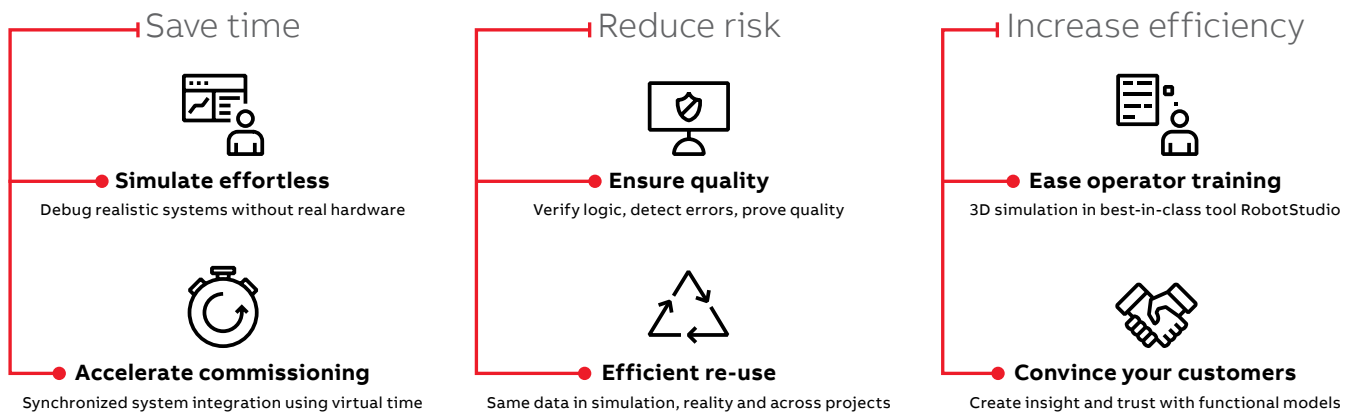 Save time
Simulate effortless
Debug realistic systems without real hardware
Accelerate commissioning
Synchronized system integration using virtual time
Reduce risk
Ensure quality
Verify logic, detect errors, prove quality
Efficient re-use
Same data in simulation, reality and across projects
Increase efficiency
Ease operator training
3D simulation in best-in-class tool RobotStudio
Convince your customers
Create insight and trust with functional models